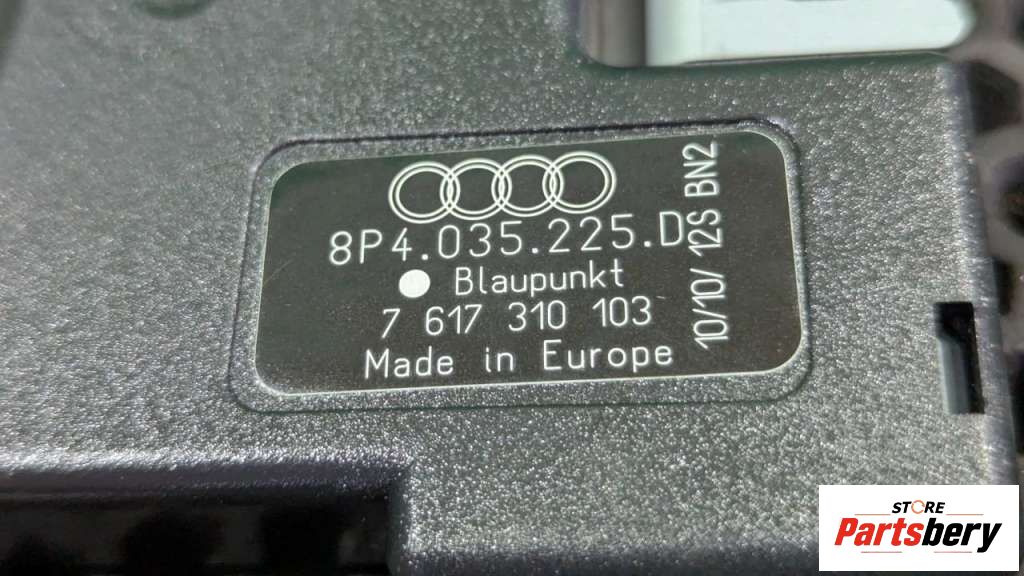 8P4.035.225.D
Blaupunkt
7 617 310 103
Made in Europe
10/10/ 12S BN2
STORE
Partsbery